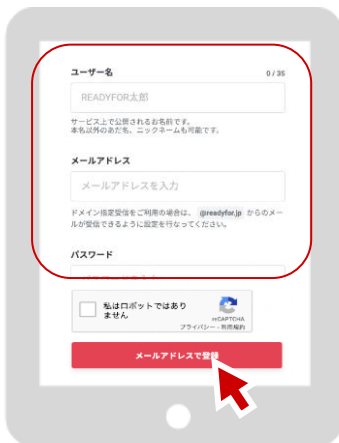 ユーザー名 0 / 35
READYFOR太郎
サービス上で公開されるお名前です。
本名以外のあだ名、ニックネームも可能です。
メールアドレス
メールアドレスを入力
ドメイン指定受信をご利用の場合は、 @readyfor.jp からのメー
ルが受信できるように設定を行なってください。
パスワード
私はロボットではあり
ません
reCAPTCHA
プライバシー - 利用規約
メールアドレスで登録